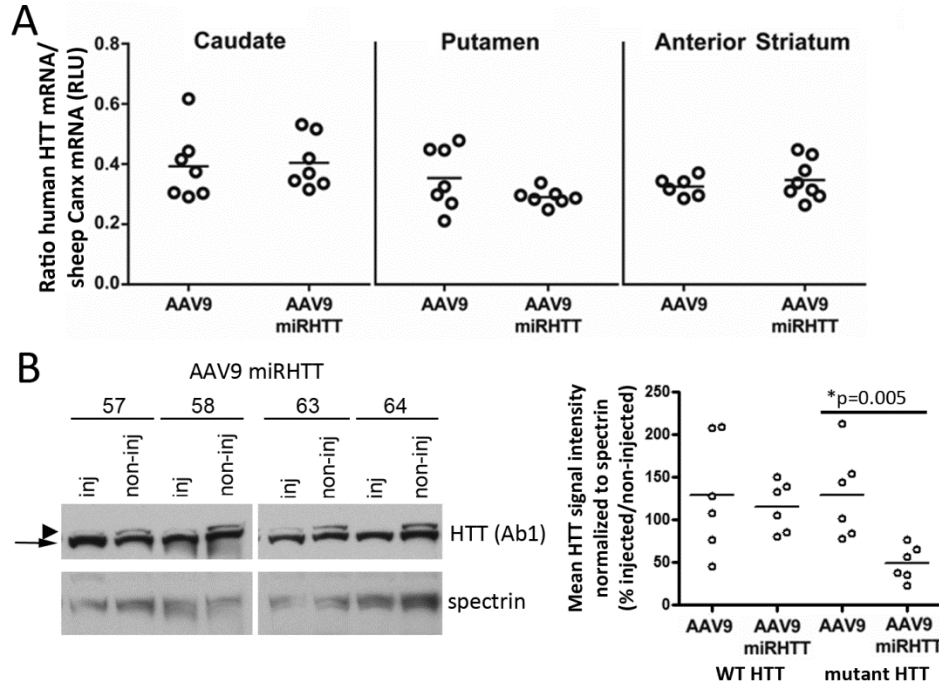 A
Caudate
Putamen
Anterior Striatum
Ratio human HTT mRNA/
sheep Canx mRNA (RLU)
0.8
0.6
0.4
0.2
0.0
AAV9
AAV9
miRHTT
AAV9
AAV9
miRHTT
AAV9
AAV9
miRHTT
B
AAV9 miRHTT
57
58
63
64
inj
non-inj
inj
non-inj
inj
non-inj
inj
non-inj
HTT (Ab1)
spectrin
Mean HTT signal intensity
normalized to spectrin
(% injected/non-injected)
250
200
150
100
50
0
*p=0.005
AAV9
AAV9
miRHTT
AAV9
AAV9
miRHTT
WT HTT
mutant HTT